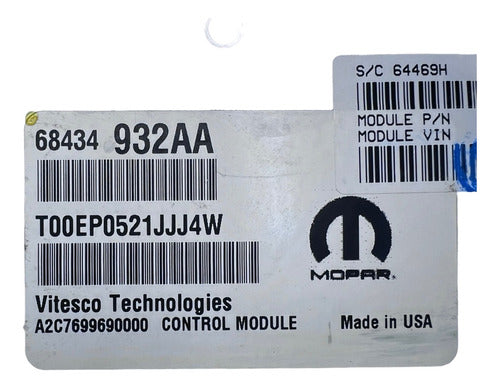 S/C 64469H
MODULE P/N
MODULE VIN
68434 932AA
T00EP0521JJJ4W
MOPAR®
Vitesco Technologies
A2C7699690000 CONTROL MODULE Made in USA